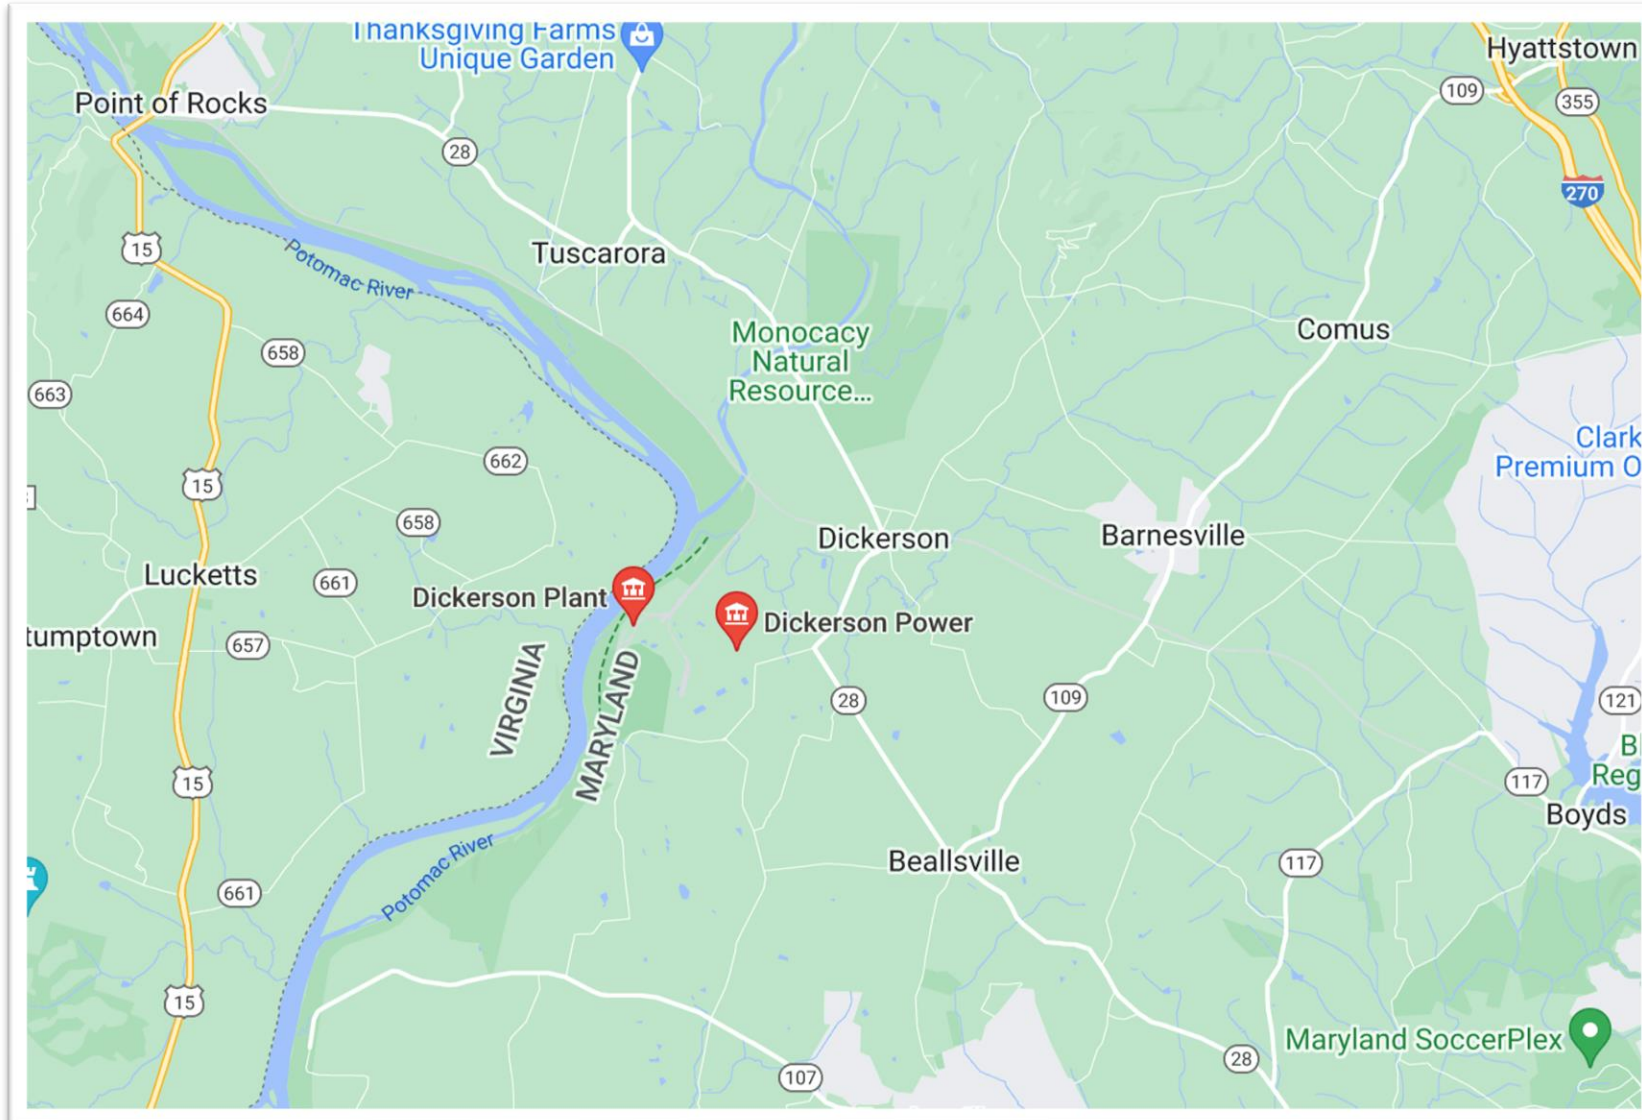 Thanksgiving Farms
Unique Garden
Hyattstown
Point of Rocks
109
355
28
270
15
Tuscarora
Potomac River
664
Monocacy
Natural
Resource...
Comus
658
663
Clark
Premium O
662
15
658
Dickerson
Barnesville
Lucketts
661
Dickerson Plant
Dickerson Power
tumptown
657
VIRGINIA
MARYLAND
28
109
121
B
Reg
15
117
Boyds
Potomac River
Beallsville
117
661
15
28
Maryland SoccerPlex
107